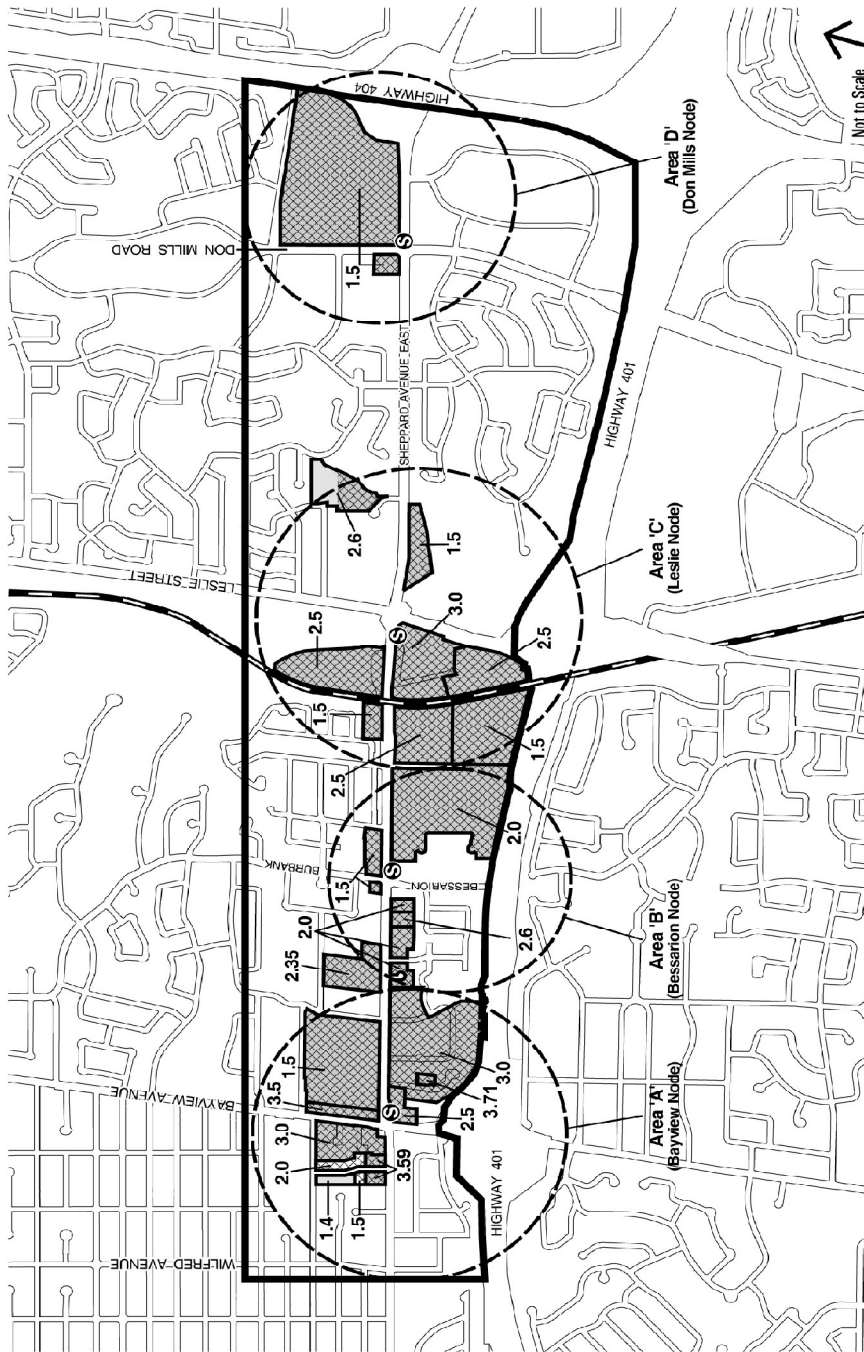 HIGHWAY 404
Not to Scale
Area 'D'
(Don Mills Node)
DON MILLS ROAD
1.5
1.5
S
SHEPPARD AVENUE EAST
HIGHWAY 401
2.6
1.5
LESLIE STREET
Area 'C'
(Leslie Node)
3.0
2.5
S
2.5
1.5
2.5
1.5
2.0
BURBANK
S
1.5
BESSARION
2.0
2.6
2.35
Area 'B'
(Bessarion Node)
BAYVIEW AVENUE
1.5
3.5
3.0
3.71
S
2.5
3.0
2.0
3.59
1.4
1.5
Area 'A'
(Bayview Node)
HIGHWAY 401
WILFRED AVENUE